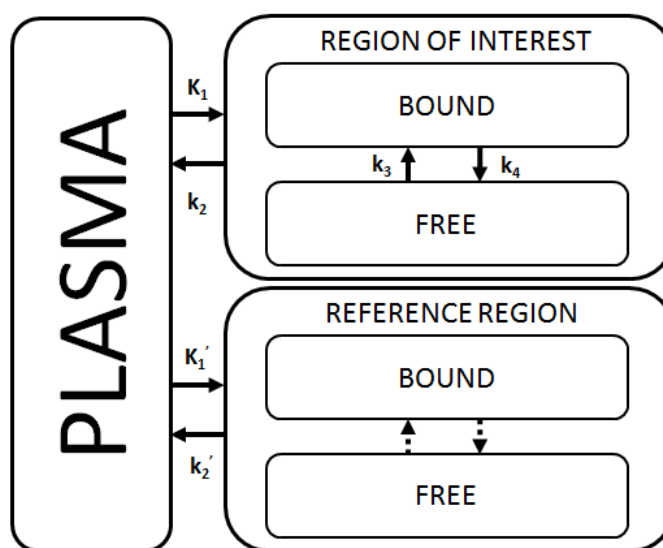 PLASMA
REGION OF INTEREST
K₁
BOUND
k₂
k₃
k₄
FREE
REFERENCE REGION
K₁′
BOUND
k₂′
FREE